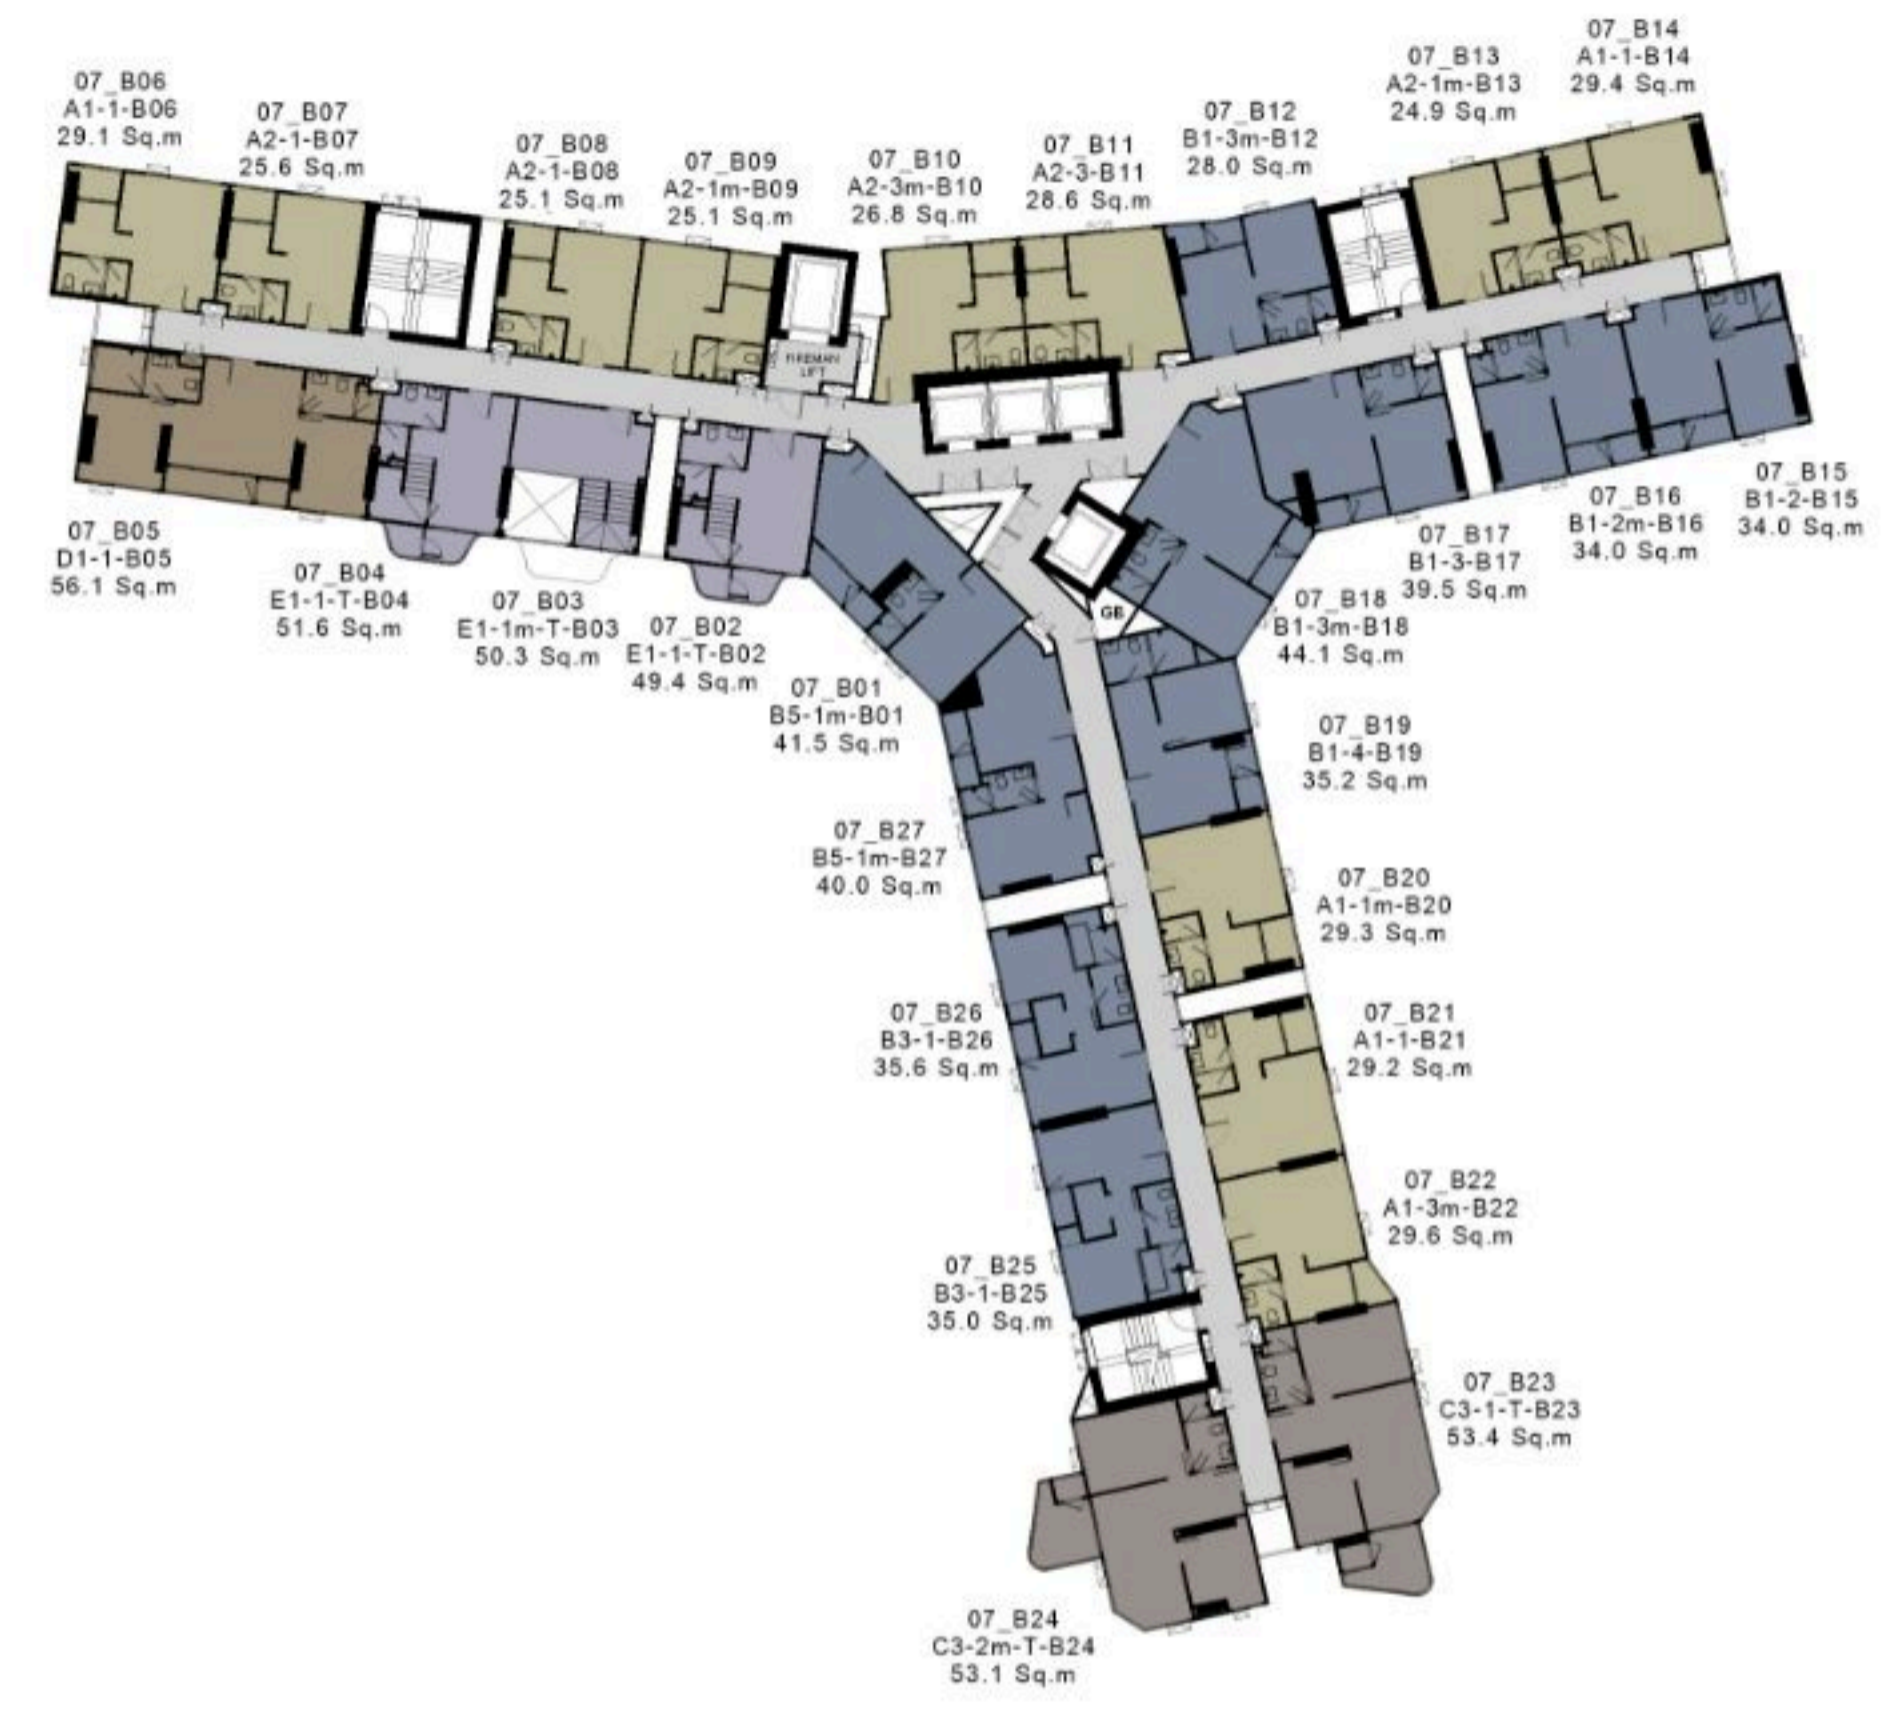 07_B14
A1-1-B14
29.4 Sq.m
07_B13
A2-1m-B13
24.9 Sq.m
07_B06
A1-1-B06
29.1 Sq.m
07_B07
A2-1-B07
25.6 Sq.m
07_B08
A2-1-B08
25.1 Sq.m
07_B09
A2-1m-B09
25.1 Sq.m
07_B10
A2-3m-B10
26.8 Sq.m
07_B11
A2-3-B11
28.6 Sq.m
07_B12
B1-3m-B12
28.0 Sq.m
FIREMAN
LIFT
07_B05
D1-1-B05
56.1 Sq.m
07_B04
E1-1-T-B04
51.6 Sq.m
07_B03
E1-1m-T-B03
50.3 Sq.m
07_B02
E1-1-T-B02
49.4 Sq.m
07_B01
B5-1m-B01
41.5 Sq.m
07_B15
B1-2-B15
34.0 Sq.m
07_B16
B1-2m-B16
34.0 Sq.m
07_B17
B1-3-B17
39.5 Sq.m
07_B18
B1-3m-B18
44.1 Sq.m
GB
07_B19
B1-4-B19
35.2 Sq.m
07_B27
B5-1m-B27
40.0 Sq.m
07_B20
A1-1m-B20
29.3 Sq.m
07_B26
B3-1-B26
35.6 Sq.m
07_B21
A1-1-B21
29.2 Sq.m
07_B22
A1-3m-B22
29.6 Sq.m
07_B25
B3-1-B25
35.0 Sq.m
07_B23
C3-1-T-B23
53.4 Sq.m
07_B24
C3-2m-T-B24
53.1 Sq.m